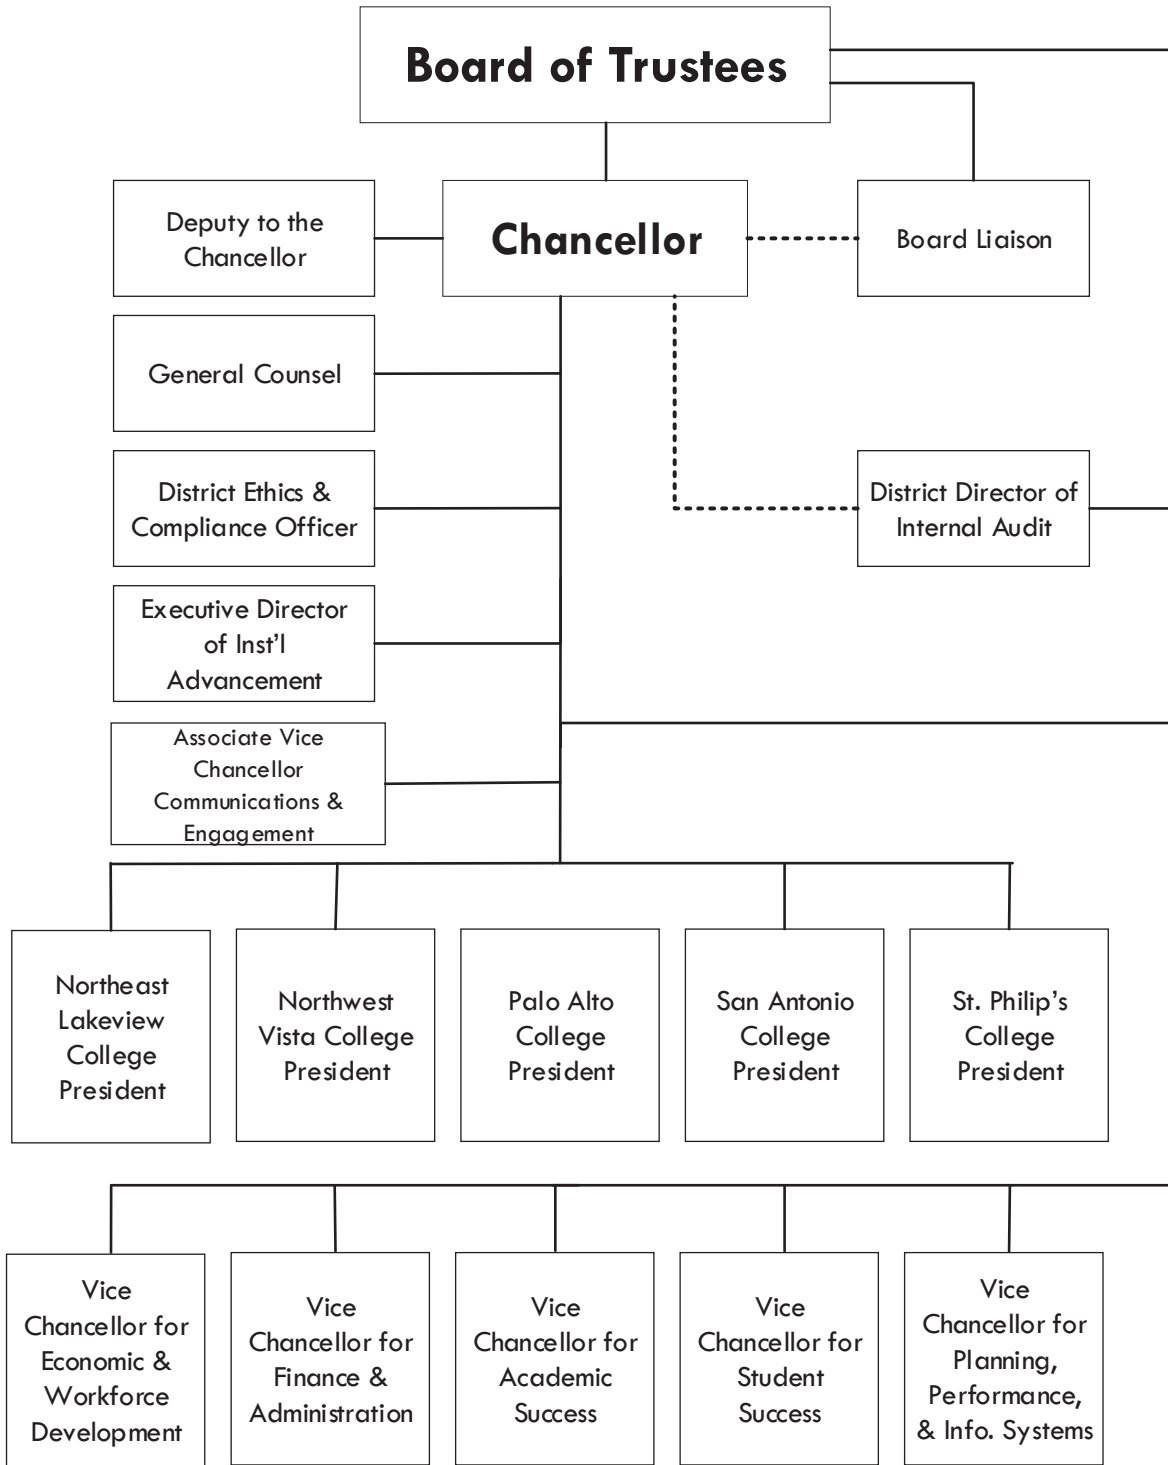 Board of Trustees
Deputy to the
Chancellor
Chancellor
Board Liaison
General Counsel
District Ethics &
Compliance Officer
District Director of
Internal Audit
Executive Director
of Inst'l
Advancement
Associate Vice
Chancellor
Communications &
Engagement
Northeast
Lakeview
College
President
Northwest
Vista College
President
Palo Alto
College
President
San Antonio
College
President
St. Philip's
College
President
Vice
Chancellor for
Economic &
Workforce
Development
Vice
Chancellor for
Finance &
Administration
Vice
Chancellor for
Academic
Success
Vice
Chancellor for
Student
Success
Vice
Chancellor for
Planning,
Performance,
& Info. Systems